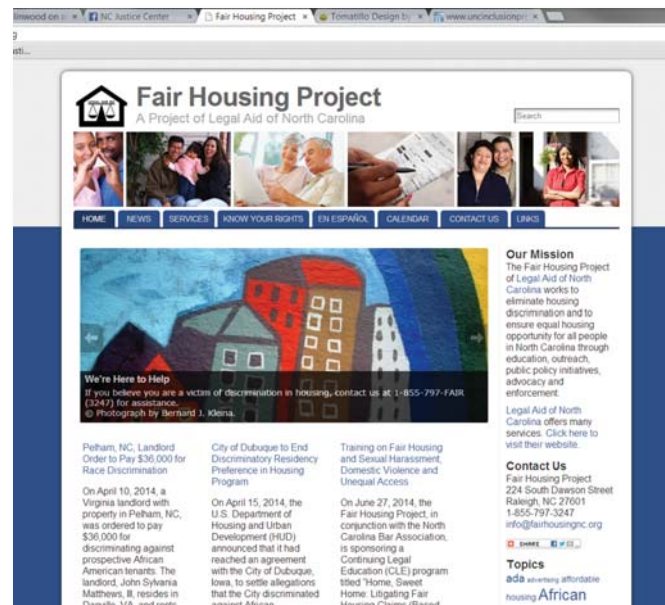 NC Justice Center
Fair Housing Project
Tomatillo Design by
www.uncinclusionpr
Fair Housing Project
A Project of Legal Aid of North Carolina
Search
HOME NEWS SERVICES KNOW YOUR RIGHTS EN ESPAÑOL CALENDAR CONTACT US LINKS
We're Here to Help
If you believe you are a victim of discrimination in housing, contact us at 1-855-797-FAIR
(3247) for assistance.
© Photograph by Bernard J. Kleina.
Pelham, NC, Landlord
Order to Pay $36,000 for
Race Discrimination
On April 10, 2014, a
Virginia landlord with
property in Pelham, NC,
was ordered to pay
$36,000 for
discriminating against
prospective African
American tenants. The
landlord, John Sylvania
Matthews, III, resides in
Danville, VA, and rents
City of Dubuque to End
Discriminatory Residency
Preference in Housing
Program
On April 15, 2014, the
U.S. Department of
Housing and Urban
Development (HUD)
announced that it had
reached an agreement
with the City of Dubuque,
Iowa, to settle allegations
that the City discriminated
against African
Training on Fair Housing
and Sexual Harassment,
Domestic Violence and
Unequal Access
On June 27, 2014, the
Fair Housing Project, in
conjunction with the North
Carolina Bar Association,
is sponsoring a
Continuing Legal
Education (CLE) program
titled "Home, Sweet
Home: Litigating Fair
Housing Claims (Based
Our Mission
The Fair Housing Project
of Legal Aid of North
Carolina works to
eliminate housing
discrimination and to
ensure equal housing
opportunity for all people
in North Carolina through
education, outreach,
public policy initiatives,
advocacy and
enforcement.
Legal Aid of North
Carolina offers many
services. Click here to
visit their website.
Contact Us
Fair Housing Project
224 South Dawson Street
Raleigh, NC 27601
1-855-797-3247
info@fairhousingnc.org
SHARE
Topics
ada advertising affordable
housing African